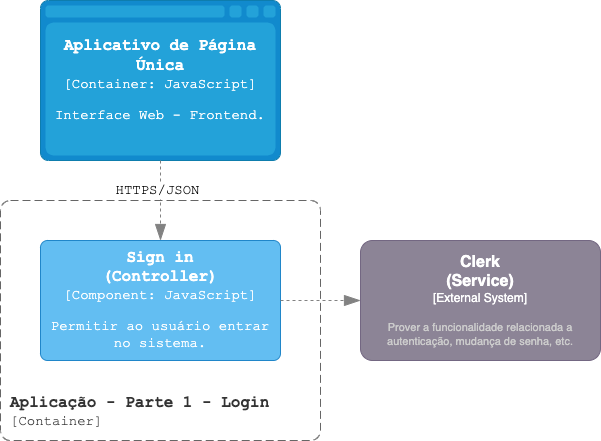 Aplicativo de Página
Única
[Container: JavaScript]
Interface Web - Frontend.
HTTPS/JSON
Sign in
(Controller)
[Component: JavaScript]
Permitir ao usuário entrar
no sistema.
Clerk
(Service)
[External System]
Prover a funcionalidade relacionada a
autenticação, mudança de senha, etc.
Aplicação - Parte 1 - Login
[Container]